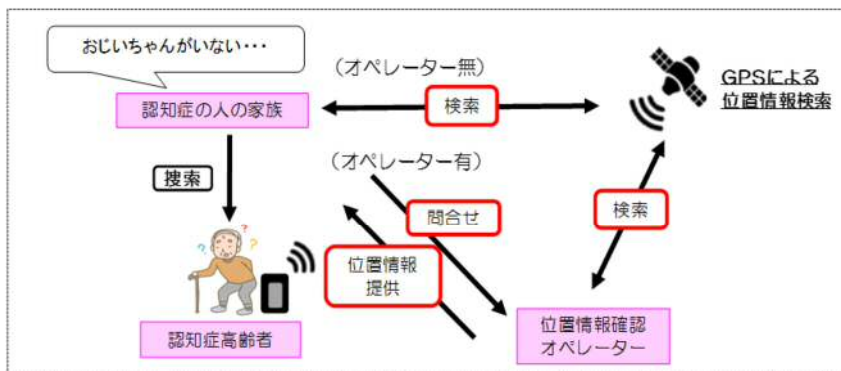 おじいちゃんがいない・・・
（オペレーター無）
GPSによる
位置情報検索
認知症の人の家族
検索
捜索
（オペレーター有）
問合せ
検索
位置情報
提供
認知症高齢者
位置情報確認
オペレーター